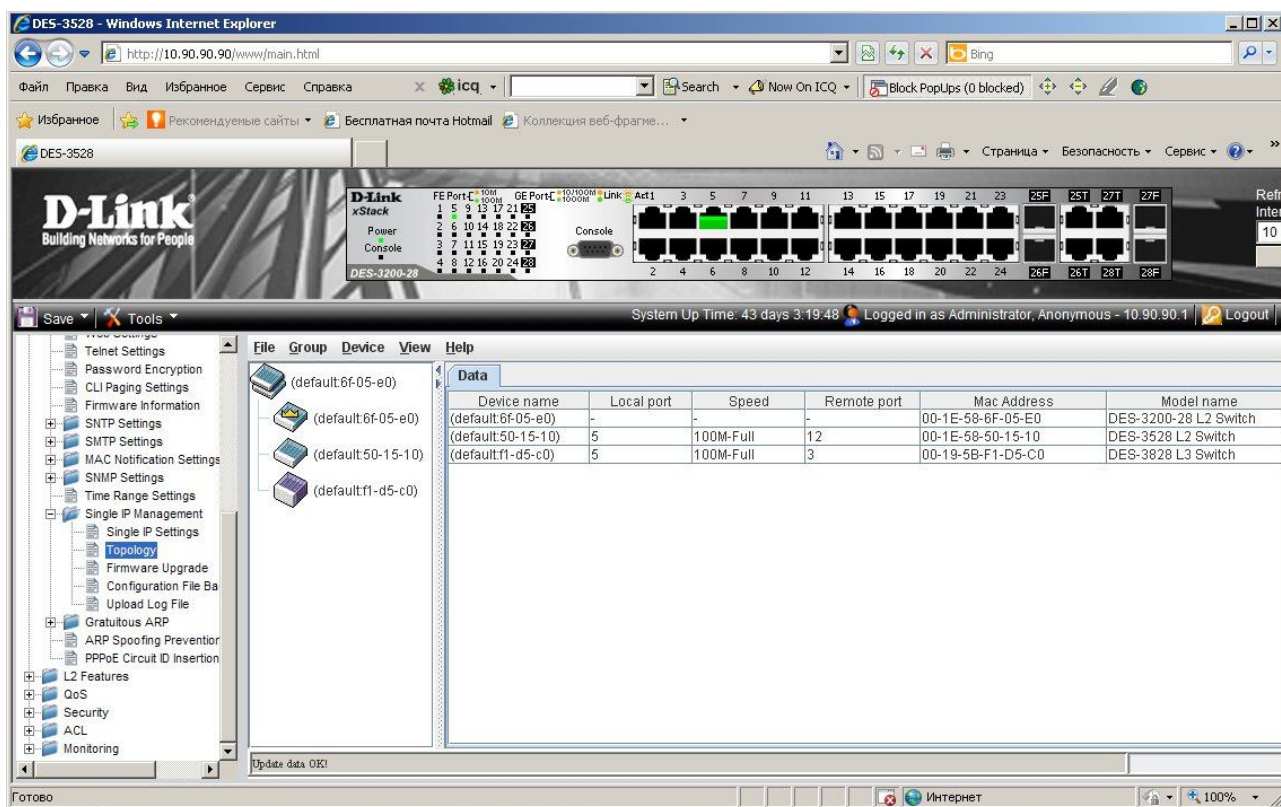 DES-3528 - Windows Internet Explorer
http://10.90.90.90/www/main.html
Bing
Файл Правка Вид Избранное Сервис Справка
icq Search Now On ICQ Block PopUps (0 blocked)
Избранное Рекомендуемые сайты Бесплатная почта Hotmail Коллекция веб-фрагме...
DES-3528
Страница Безопасность Сервис
D-Link
Building Networks for People
D-Link
xStack
Power
Console
DES-3200-28
FE Port 10M 100M GE Port 10/100M 1000M Link Act
1 5 9 13 17 21 25
2 6 10 14 18 22 26
3 7 11 15 19 23 27
4 8 12 16 20 24 28
Console
1 3 5 7 9 11 13 15 17 19 21 23 25F 25T 27T 27F
2 4 6 8 10 12 14 16 18 20 22 24 26F 26T 28T 28F
Refr
Inter
10
Save Tools
System Up Time: 43 days 3:19:48 Logged in as Administrator, Anonymous - 10.90.90.1 Logout
Telnet Settings
Password Encryption
CLI Paging Settings
Firmware Information
SNTP Settings
SMTP Settings
MAC Notification Settings
SNMP Settings
Time Range Settings
Single IP Management
Single IP Settings
Topology
Firmware Upgrade
Configuration File Ba
Upload Log File
Gratuitous ARP
ARP Spoofing Prevention
PPPoE Circuit ID Insertion
L2 Features
QoS
Security
ACL
Monitoring
File Group Device View Help
(default:6f-05-e0)
(default:6f-05-e0)
(default:50-15-10)
(default:f1-d5-c0)
Data
Device name Local port Speed Remote port Mac Address Model name
(default:6f-05-e0) - - - 00-1E-58-6F-05-E0 DES-3200-28 L2 Switch
(default:50-15-10) 5 100M-Full 12 00-1E-58-50-15-10 DES-3528 L2 Switch
(default:f1-d5-c0) 5 100M-Full 3 00-19-5B-F1-D5-C0 DES-3828 L3 Switch
Update data OK!
Готово
Интернет
100%